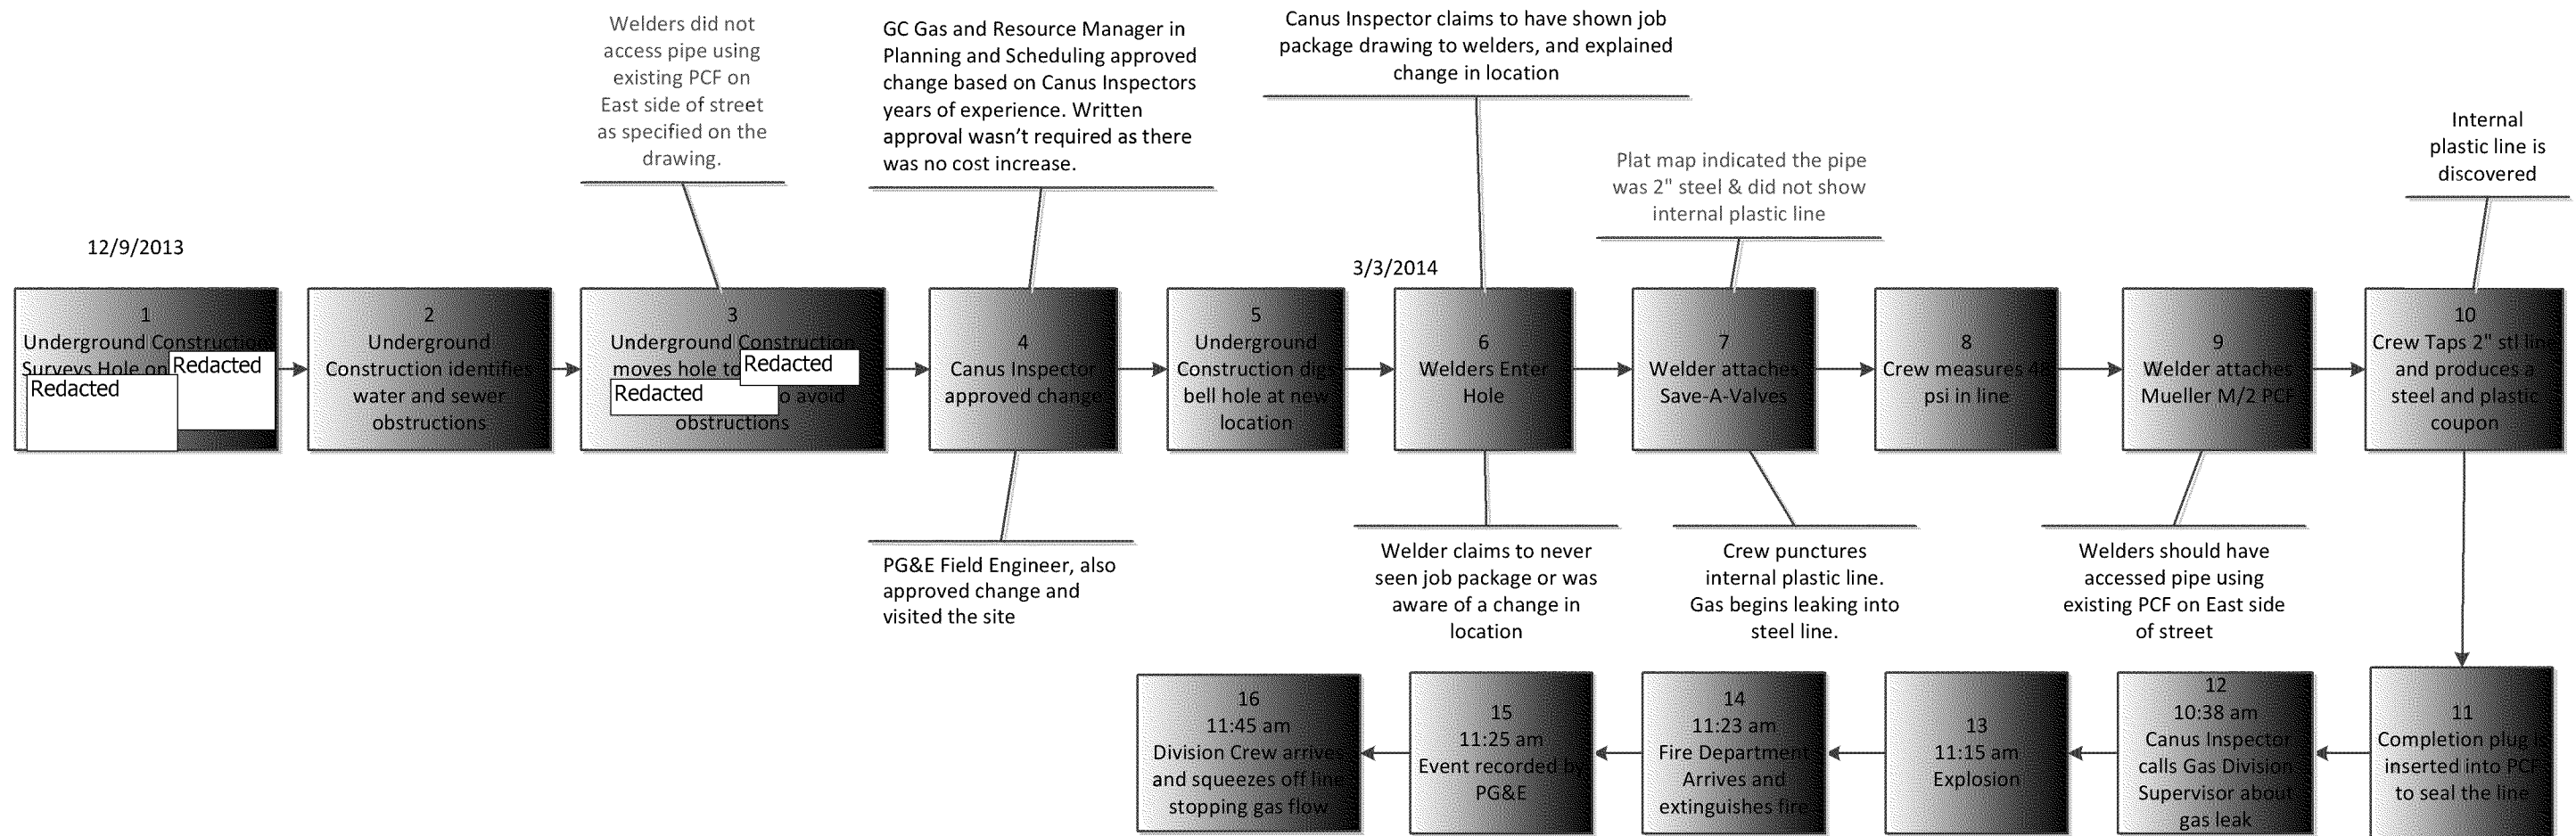 Welders did not
access pipe using
existing PCF on
East side of street
as specified on the
drawing.
GC Gas and Resource Manager in
Planning and Scheduling approved
change based on Canus Inspectors
years of experience. Written
approval wasn't required as there
was no cost increase.
Canus Inspector claims to have shown job
package drawing to welders, and explained
change in location
Plat map indicated the pipe
was 2" steel & did not show
internal plastic line
Internal
plastic line is
discovered
12/9/2013
3/3/2014
1
Underground Construction
Surveys Hole on
Redacted
Redacted
2
Underground
Construction identifies
water and sewer
obstructions
3
Underground Construction
moves hole to
Redacted
Redacted
o avoid
obstructions
4
Canus Inspector
approved change
5
Underground
Construction digs
bell hole at new
location
6
Welders Enter
Hole
7
Welder attaches
Save-A-Valves
8
Crew measures
psi in line
9
Welder attaches
Mueller M/2 PCF
10
Crew Taps 2" stl line
and produces a
steel and plastic
coupon
PG&E Field Engineer, also
approved change and
visited the site
Welder claims to never
seen job package or was
aware of a change in
location
Crew punctures
internal plastic line.
Gas begins leaking into
steel line.
Welders should have
accessed pipe using
existing PCF on East side
of street
11
Completion plug is
inserted into PCF
to seal the line
12
10:38 am
Canus Inspector
calls Gas Division
Supervisor about
gas leak
13
11:15 am
Explosion
14
11:23 am
Fire Department
Arrives and
extinguishes fire
15
11:25 am
Event recorded by
PG&E
16
11:45 am
Division Crew arrives
and squeezes off line
stopping gas flow